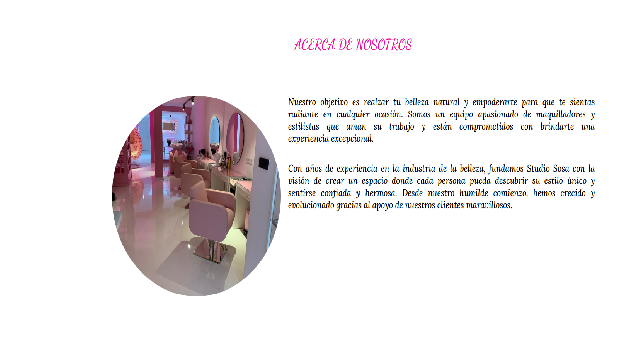 ACERCA DE NOSOTROS
Nuestro objetivo es realzar tu belleza natural y empoderarte para que te sientas
radiante en cualquier ocasión. Somos un equipo apasionado de maquilladores y
estilistas que aman su trabajo y están comprometidos con brindarte una
experiencia excepcional.
Con años de experiencia en la industria de la belleza, fundamos Studio Sosa con la
visión de crear un espacio donde cada persona pueda descubrir su estilo único y
sentirse confiada y hermosa. Desde nuestro humilde comienzo, hemos crecido y
evolucionado gracias al apoyo de nuestros clientes maravillosos.